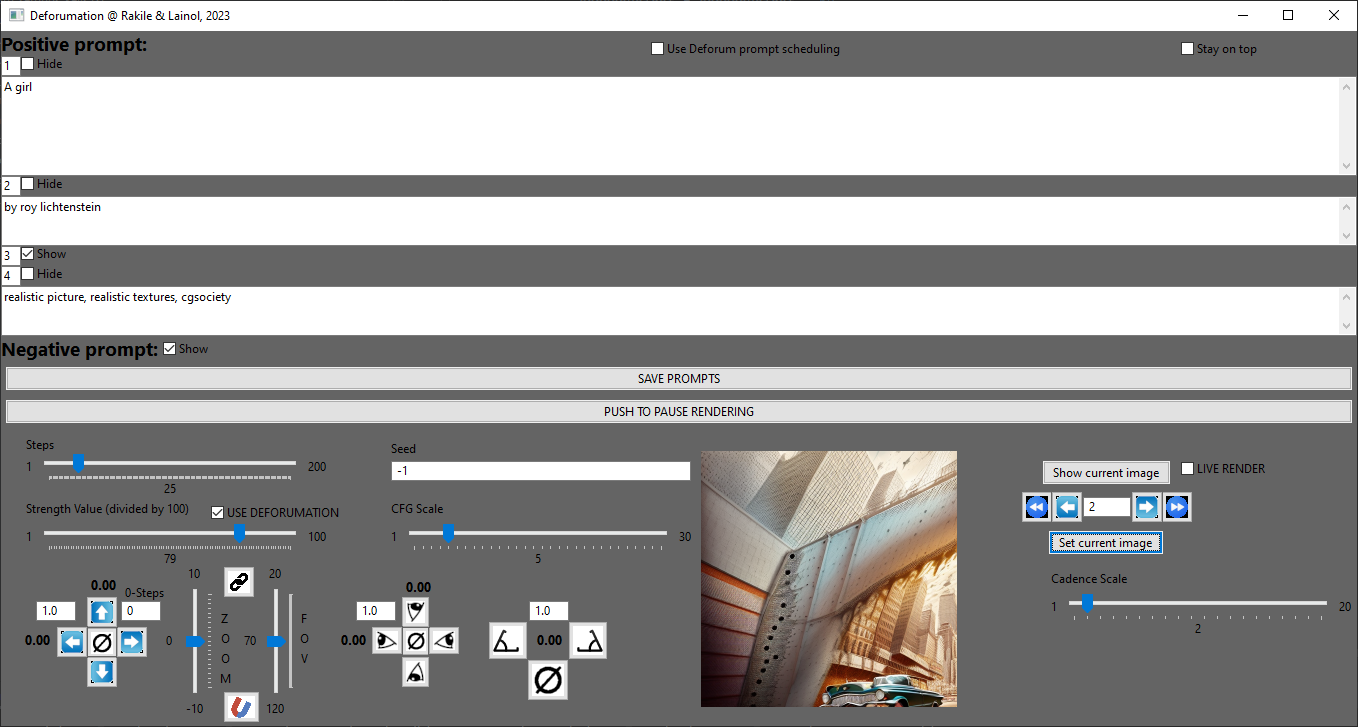 Deforumation @ Rakile & Lainol, 2023
Positive prompt:
Use Deforum prompt scheduling
Stay on top
1 Hide
A girl
2 Hide
by roy lichtenstein
3 Show
4 Hide
realistic picture, realistic textures, cgsociety
Negative prompt: Show
SAVE PROMPTS
PUSH TO PAUSE RENDERING
Steps
1 200
25
Strength Value (divided by 100) USE DEFORUMATION
1 100
79
Seed
-1
CFG Scale
1 30
5
Show current image LIVE RENDER
2
Set current image
Cadence Scale
1 20
2
0.00
0-Steps
1.0 0
0.00
10
0
-10
ZOOM
20
70
120
FOV
0.00
1.0
0.00
1.0
0.00